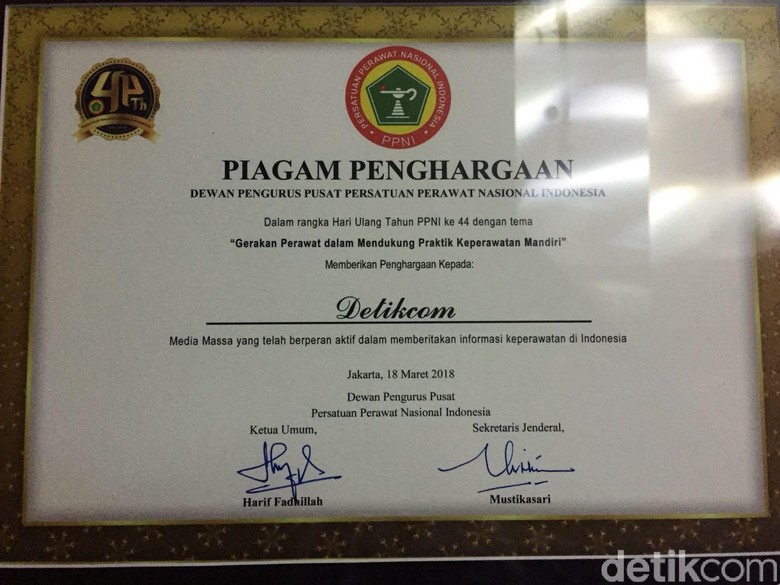 44 Th
PERSATUAN PERAWAT NASIONAL INDONESIA
PPNI
PIAGAM PENGHARGAAN
DEWAN PENGURUS PUSAT PERSATUAN PERAWAT NASIONAL INDONESIA
Dalam rangka Hari Ulang Tahun PPNI ke 44 dengan tema
“Gerakan Perawat dalam Mendukung Praktik Keperawatan Mandiri”
Memberikan Penghargaan Kepada:
Detikcom
Media Massa yang telah berperan aktif dalam memberitakan informasi keperawatan di Indonesia
Jakarta, 18 Maret 2018
Dewan Pengurus Pusat
Persatuan Perawat Nasional Indonesia
Ketua Umum, Sekretaris Jenderal,
Harif Fadhillah Mustikasari
detikcom